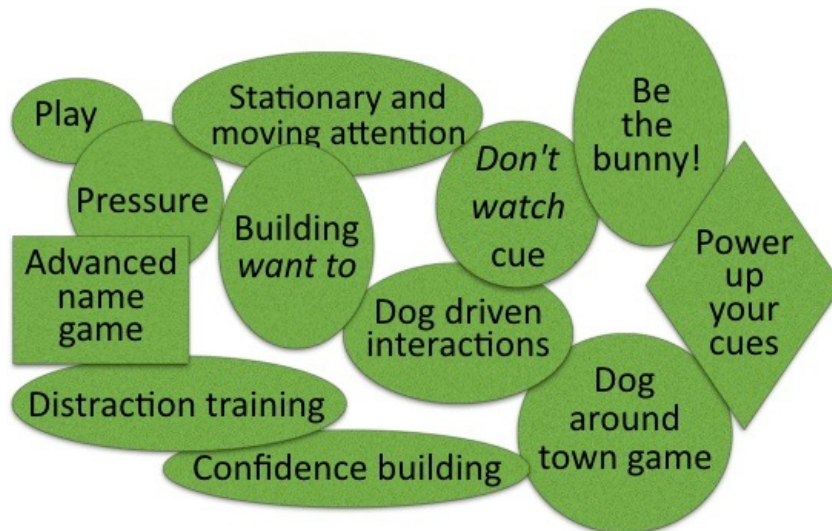 Play
Stationary and
moving attention
Be
the
bunny!
Pressure
Building
want to
Don't
watch
cue
Power
up
your
cues
Advanced
name
game
Dog driven
interactions
Distraction training
Dog
around
town game
Confidence building